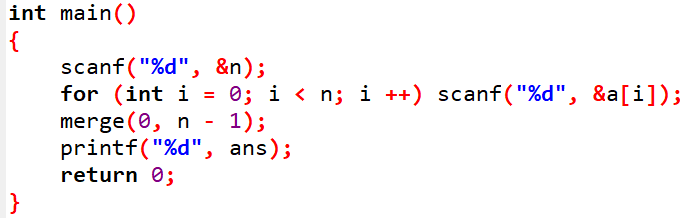 int main()
{
    scanf("%d", &n);
    for (int i = 0; i < n; i ++) scanf("%d", &a[i]);
    merge(0, n - 1);
    printf("%d", ans);
    return 0;
}